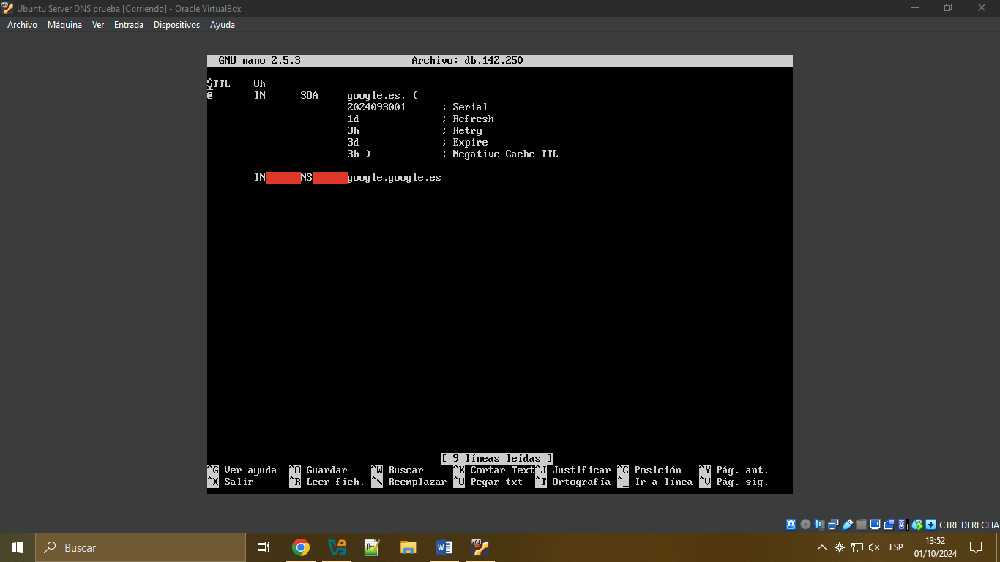 Ubuntu Server DNS prueba [Corriendo] - Oracle VirtualBox
Archivo Máquina Ver Entrada Dispositivos Ayuda
GNU nano 2.5.3 Archivo: db.142.250
$TTL 8h
@ IN SOA google.es. (
2024093001 ; Serial
1d ; Refresh
3h ; Retry
3d ; Expire
3h ) ; Negative Cache TTL
IN NS google.google.es
[ 9 líneas leídas ]
^G Ver ayuda ^O Guardar ^W Buscar ^K Cortar Text ^J Justificar ^C Posición ^Y Pág. ant.
^X Salir ^R Leer fich. ^\ Reemplazar ^U Pegar txt ^T Ortografía ^_ Ir a línea ^V Pág. sig.
CTRL DERECHA
Buscar
ESP
13:52
01/10/2024